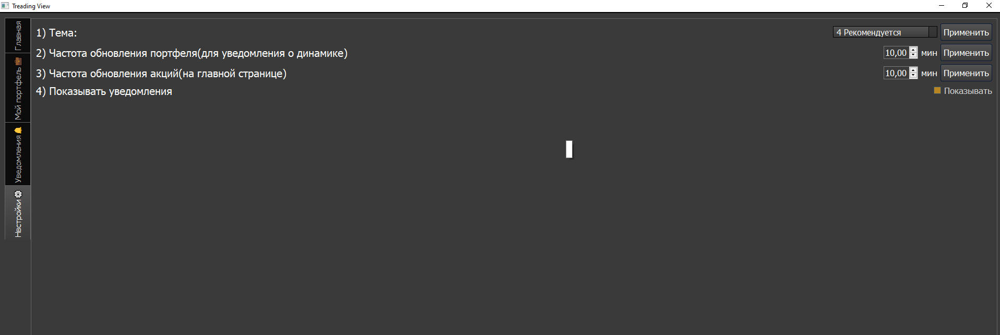 Treading View
Главная
Мой портфель
Уведомления
Нвстройки
1) Тема:
4 Рекомендуется
Применить
2) Частота обновления портфеля(для уведомления о динамике)
10,00 мин Применить
3) Частота обновления акций(на главной странице)
10,00 мин Применить
4) Показывать уведомления
Показывать